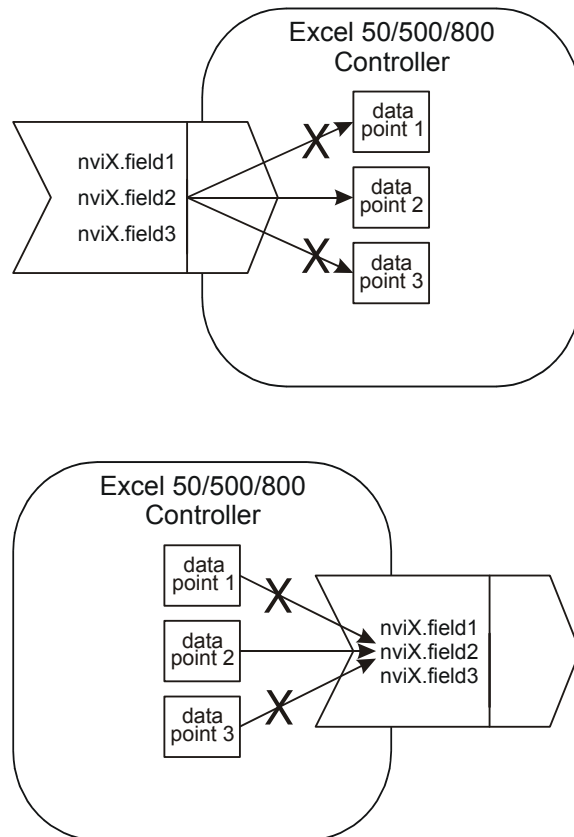 Excel 50/500/800
Controller
data
point 1
X
nviX.field1
nviX.field2
nviX.field3
data
point 2
X
data
point 3
Excel 50/500/800
Controller
data
point 1
X
data
point 2
nviX.field1
nviX.field2
nviX.field3
data
point 3
X